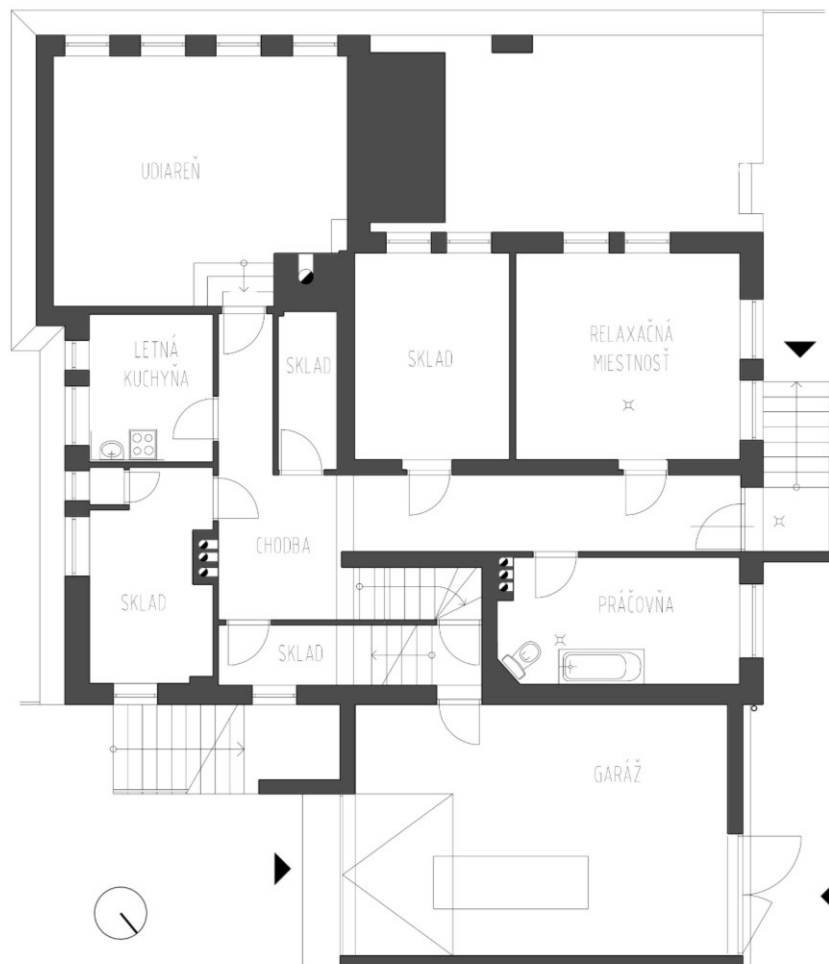 UDIAREŇ
LETNÁ
KUCHYŇA
SKLAD
SKLAD
RELAXAČNÁ
MIESTNOSŤ
CHODBA
SKLAD
PRÁČOVŇA
SKLAD
GARÁŽ